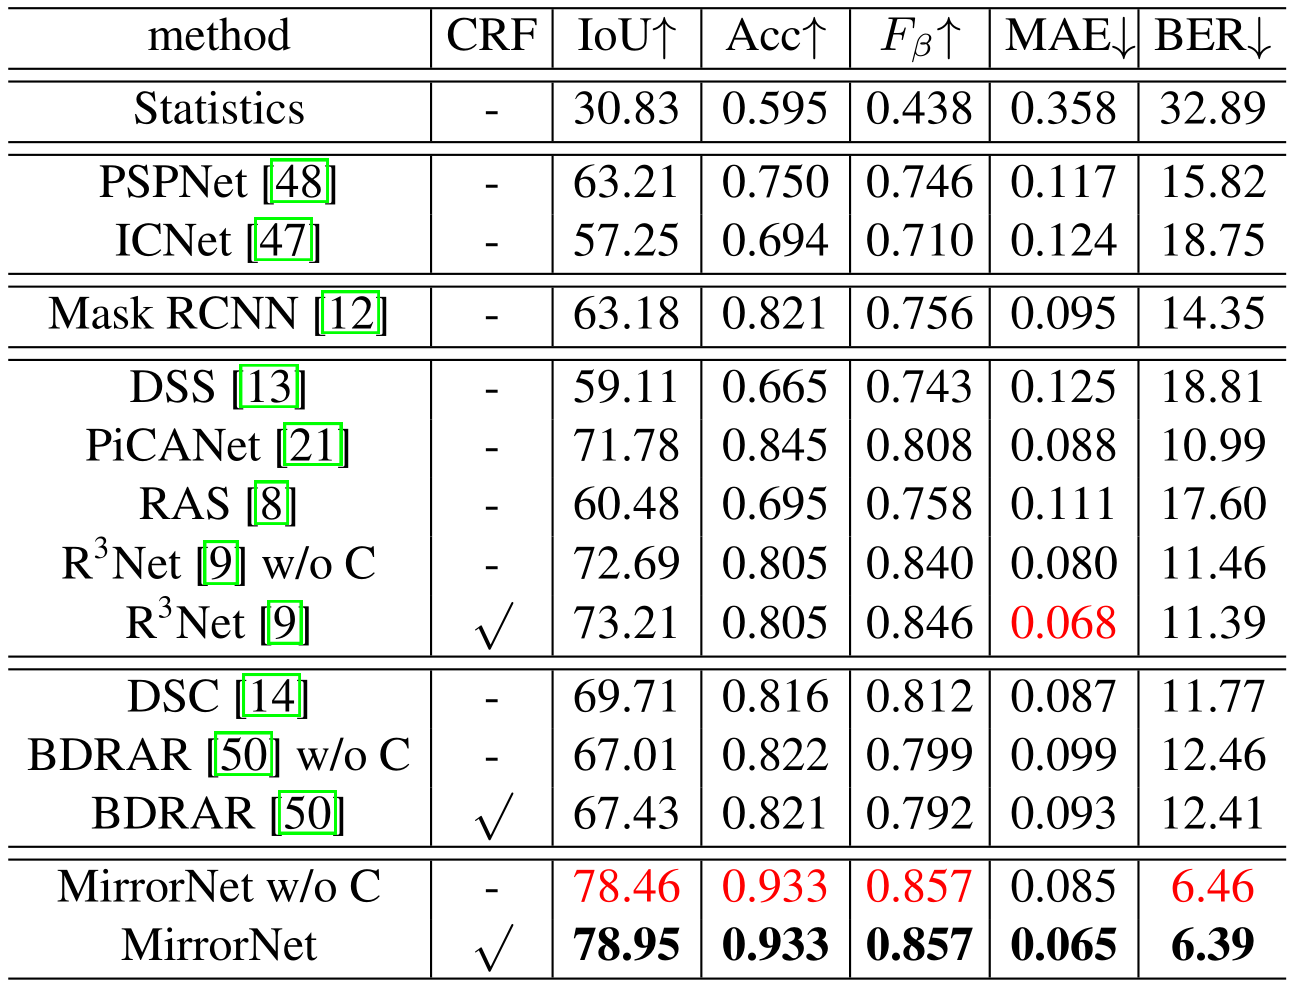 method CRF IoU↑ Acc↑ Fβ↑ MAE↓ BER↓
Statistics - 30.83 0.595 0.438 0.358 32.89
PSPNet [48] - 63.21 0.750 0.746 0.117 15.82
ICNet [47] - 57.25 0.694 0.710 0.124 18.75
Mask RCNN [12] - 63.18 0.821 0.756 0.095 14.35
DSS [13] - 59.11 0.665 0.743 0.125 18.81
PiCANet [21] - 71.78 0.845 0.808 0.088 10.99
RAS [8] - 60.48 0.695 0.758 0.111 17.60
R³Net [9] w/o C - 72.69 0.805 0.840 0.080 11.46
R³Net [9] √ 73.21 0.805 0.846 0.068 11.39
DSC [14] - 69.71 0.816 0.812 0.087 11.77
BDRAR [50] w/o C - 67.01 0.822 0.799 0.099 12.46
BDRAR [50] √ 67.43 0.821 0.792 0.093 12.41
MirrorNet w/o C - 78.46 0.933 0.857 0.085 6.46
MirrorNet √ 78.95 0.933 0.857 0.065 6.39